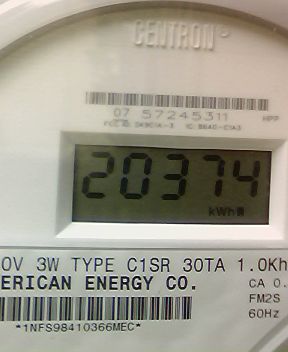 CENTRON
07 57245311 HPP
20374
kWh
0V 3W TYPE C1SR 30TA 1.0Kh
ERICAN ENERGY CO. CA 0.
FM2S
60Hz
*1NFS98410366MEC*